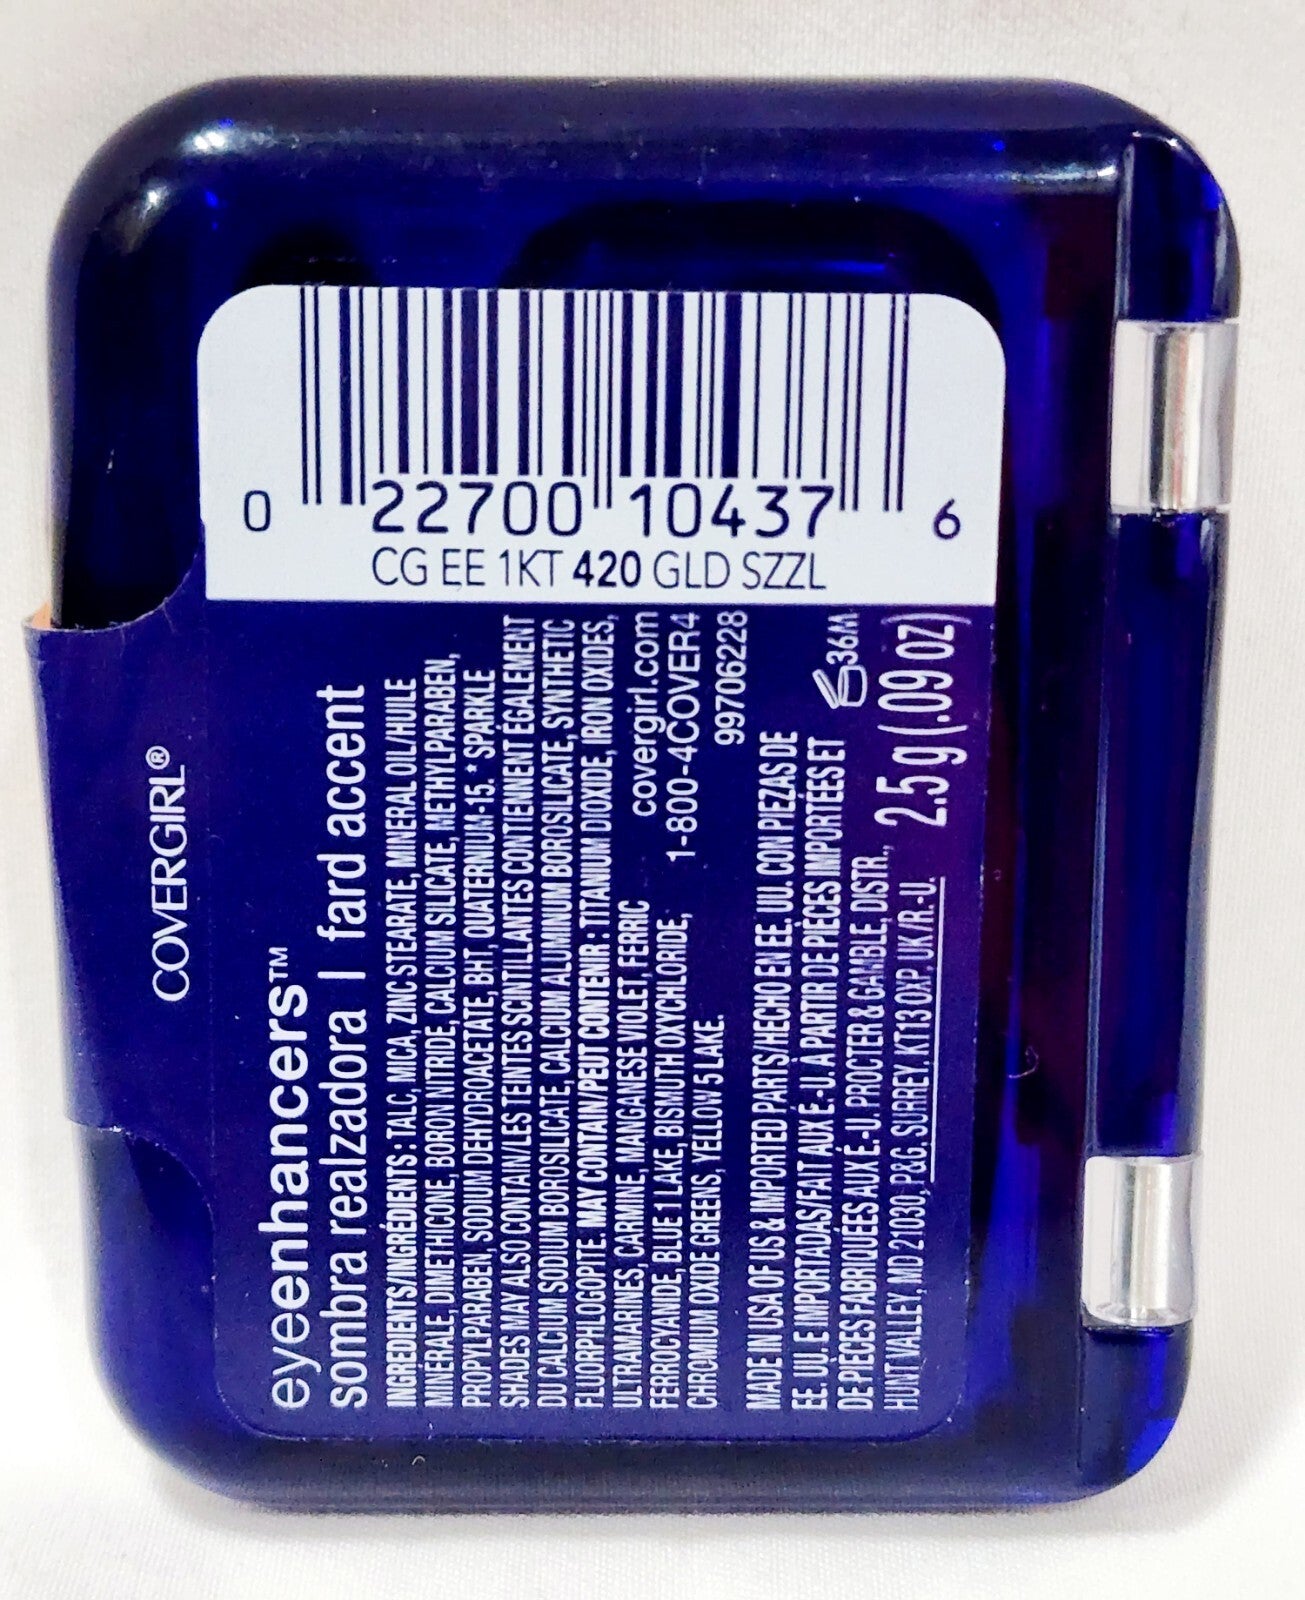 0 22700 10437 6
CG EE 1KT 420 GLD SZZL
COVERGIRL®
eyeenhancers™
sombra realzadora | fard accent
INGREDIENTS/INGRÉDIENTS : TALC, MICA, ZINC STEARATE, MINERAL OIL/HUILE
MINERALE, DIMETHICONE, BORON NITRIDE, CALCIUM SILICATE, METHYLPARABEN,
PROPYLPARABEN, SODIUM DEHYDROACETATE, BHT, QUATERNIUM-15. *SPARKLE
SHADES MAY ALSO CONTAIN/LES TEINTES SCINTILLANTES CONTIENNENT ÉGALEMENT
DU CALCIUM SODIUM BOROSILICATE, CALCIUM ALUMINUM BOROSILICATE, SYNTHETIC
FLUORPHLOGOPITE. MAY CONTAIN/PEUT CONTENIR : TITANIUM DIOXIDE, IRON OXIDES,
ULTRAMARINES, CARMINE, MANGANESE VIOLET, FERRIC
FERROCYANIDE, BLUE 1 LAKE, BISMUTH OXYCHLORIDE,
CHROMIUM OXIDE GREENS, YELLOW 5 LAKE.
covergirl.com
1-800-4COVER4
99706228
MADE IN USA OF US & IMPORTED PARTS/HECHO EN EE. UU. CON PIEZAS DE
EE. UU. E IMPORTADAS/FAIT AUX É.-U. À PARTIR DE PIÈCES IMPORTÉES ET
DE PIÈCES FABRIQUÉES AUX É.-U. PROCTER & GAMBLE, DISTR.,
HUNT VALLEY, MD 21030, P&G, SURREY, KT13 0XP, UK/R.-U.
36M
2.5 g (.09 oz)